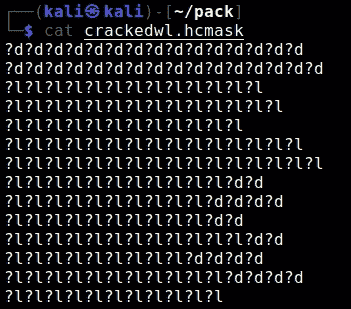 ┌──(kali㉿kali)-[~/pack]
└─$ cat crackedwl.hcmask
?d?d?d?d?d?d?d?d?d?d?d?d?d?d?d
?d?d?d?d?d?d?d?d?d?d?d?d?d?d?d?d
?l?l?l?l?l?l?l?l?l?l?l?l?l
?l?l?l?l?l?l?l?l?l?l?l?l?l?l
?l?l?l?l?l?l?l?l?l?l?l?l
?l?l?l?l?l?l?l?l?l?l?l?l?l?l?l
?l?l?l?l?l?l?l?l?l?l?l?l?l?l?l?l
?l?l?l?l?l?l?l?l?l?l?l?d?d
?l?l?l?l?l?l?l?l?l?l?d?d?d?d
?l?l?l?l?l?l?l?l?l?l?d?d
?l?l?l?l?l?l?l?l?l?l?l?l?d?d
?l?l?l?l?l?l?l?l?l?d?d?d?d
?l?l?l?l?l?l?l?l?l?l?l?d?d?d?d
?l?l?l?l?l?l?l?l?l?l?l